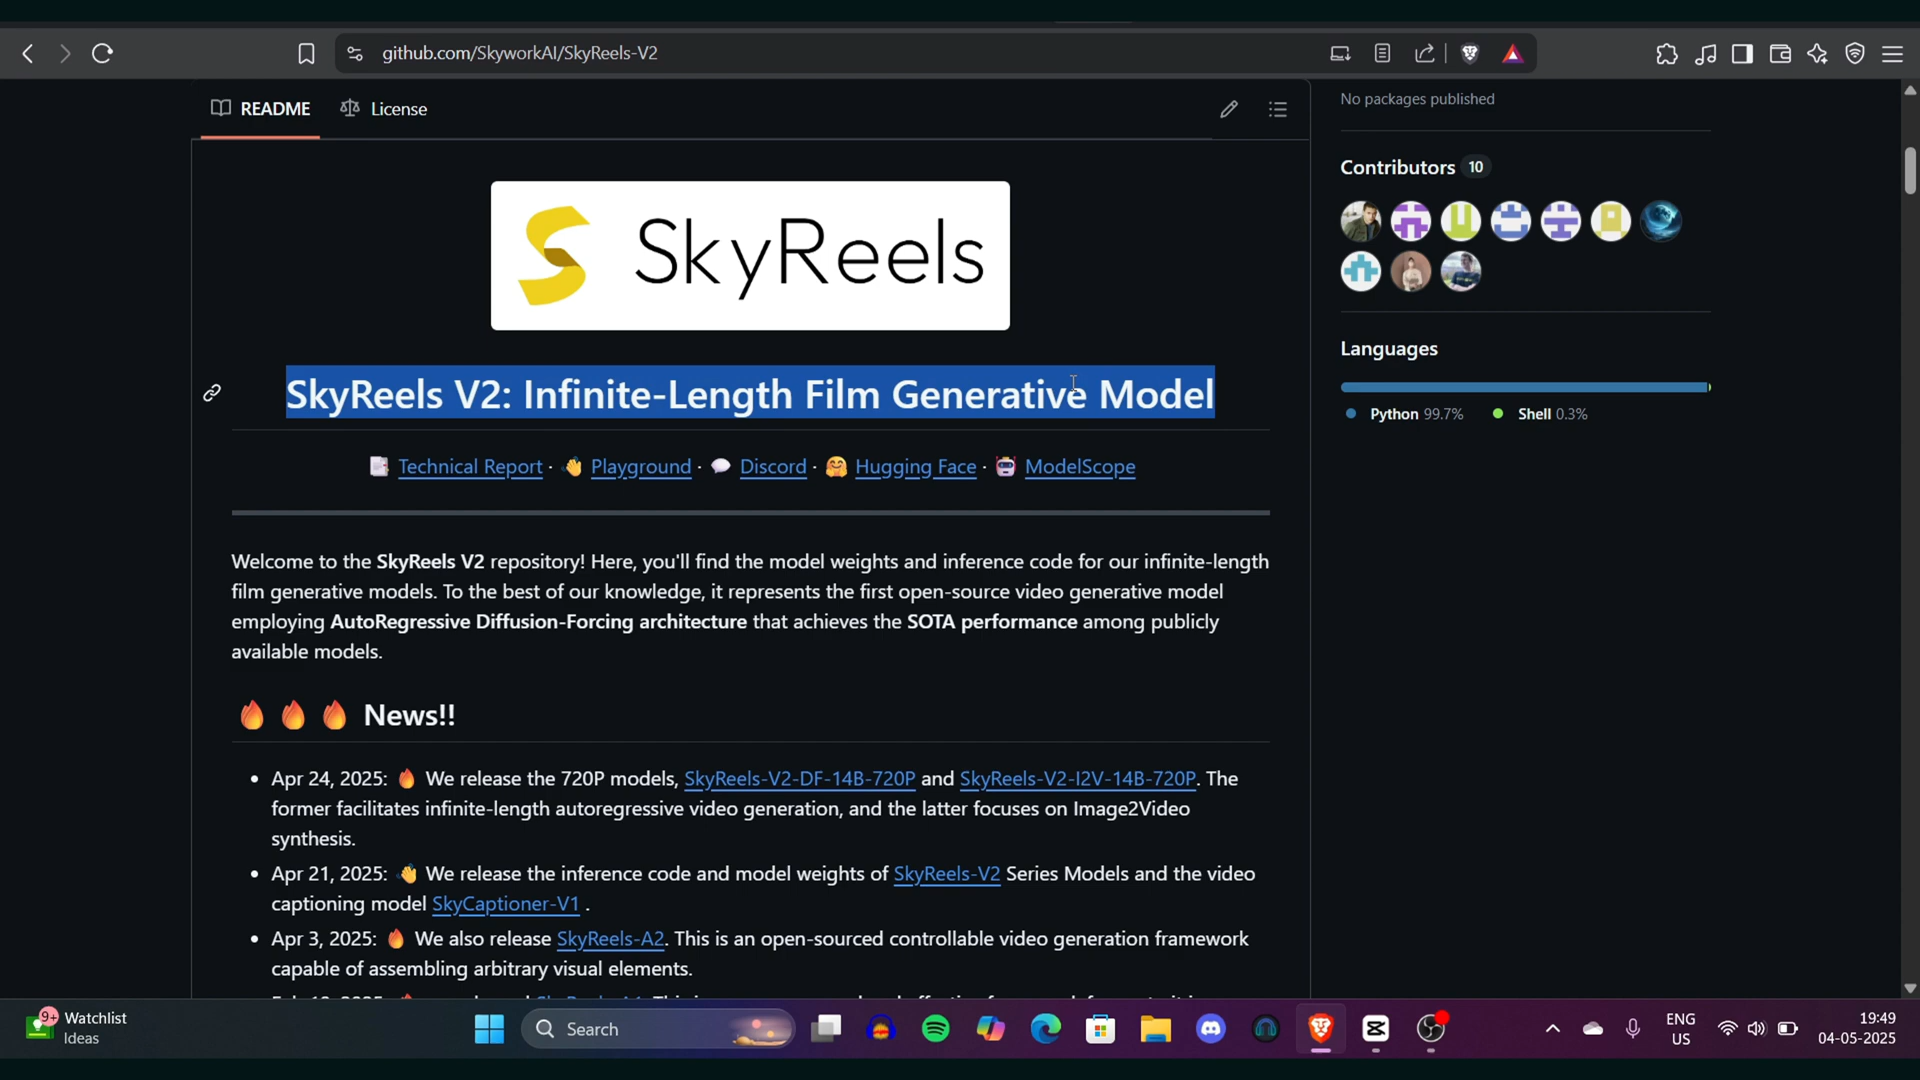 github.com/SkyworkAI/SkyReels-V2
README
License
No packages published
Contributors 10
Languages
Python 99.7% Shell 0.3%
SkyReels
SkyReels V2: Infinite-Length Film Generative Model
Technical Report · Playground · Discord · Hugging Face · ModelScope
Welcome to the SkyReels V2 repository! Here, you'll find the model weights and inference code for our infinite-length
film generative models. To the best of our knowledge, it represents the first open-source video generative model
employing AutoRegressive Diffusion-Forcing architecture that achieves the SOTA performance among publicly
available models.
🔥 🔥 🔥 News!!
• Apr 24, 2025: 🔥 We release the 720P models, SkyReels-V2-DF-14B-720P and SkyReels-V2-I2V-14B-720P. The
former facilitates infinite-length autoregressive video generation, and the latter focuses on Image2Video
synthesis.
• Apr 21, 2025: 👋 We release the inference code and model weights of SkyReels-V2 Series Models and the video
captioning model SkyCaptioner-V1 .
• Apr 3, 2025: 🔥 We also release SkyReels-A2. This is an open-sourced controllable video generation framework
capable of assembling arbitrary visual elements.
9+
Watchlist
Ideas
Search
ENG
US
19:49
04-05-2025